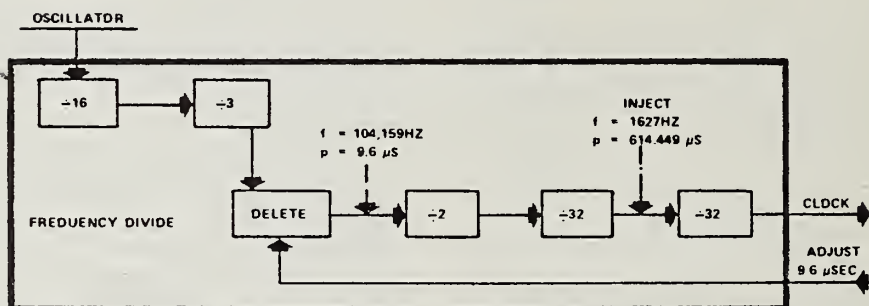 OSCILLATOR
÷16
÷3
INJECT
f = 1627HZ
p = 614.449 µS
f = 104,159HZ
p = 9.6 µS
FREQUENCY DIVIDE
DELETE
÷2
÷32
÷32
CLOCK
ADJUST
9.6 µSEC